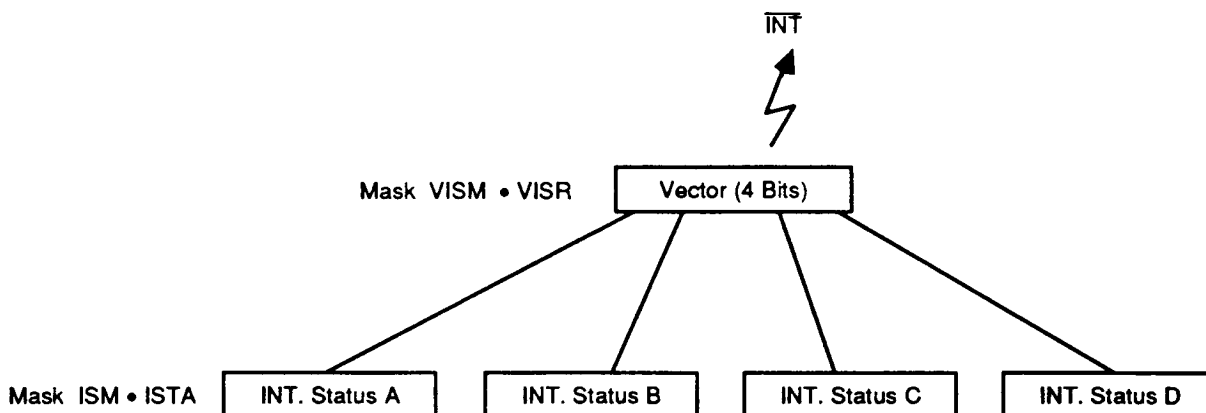 INT
Mask VISM • VISR
Vector (4 Bits)
Mask ISM • ISTA
INT. Status A
INT. Status B
INT. Status C
INT. Status D